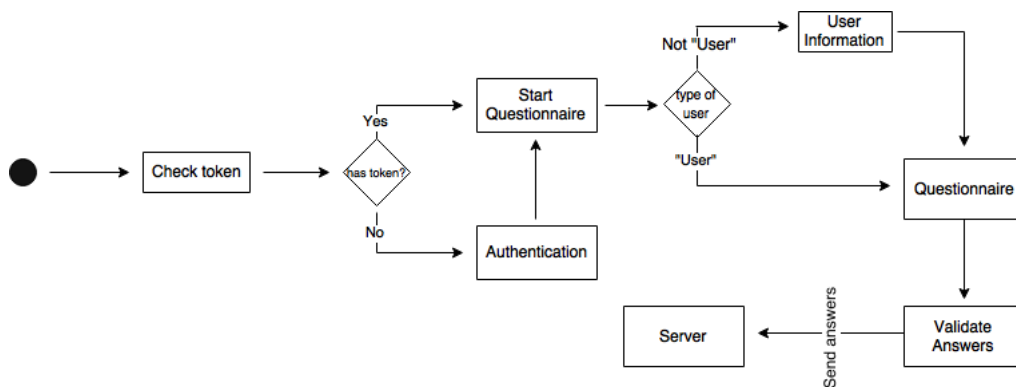 Check token
has token?
Yes
No
Start
Questionnaire
Authentication
type of
user
Not "User"
"User"
User
Information
Questionnaire
Validate
Answers
Send answers
Server